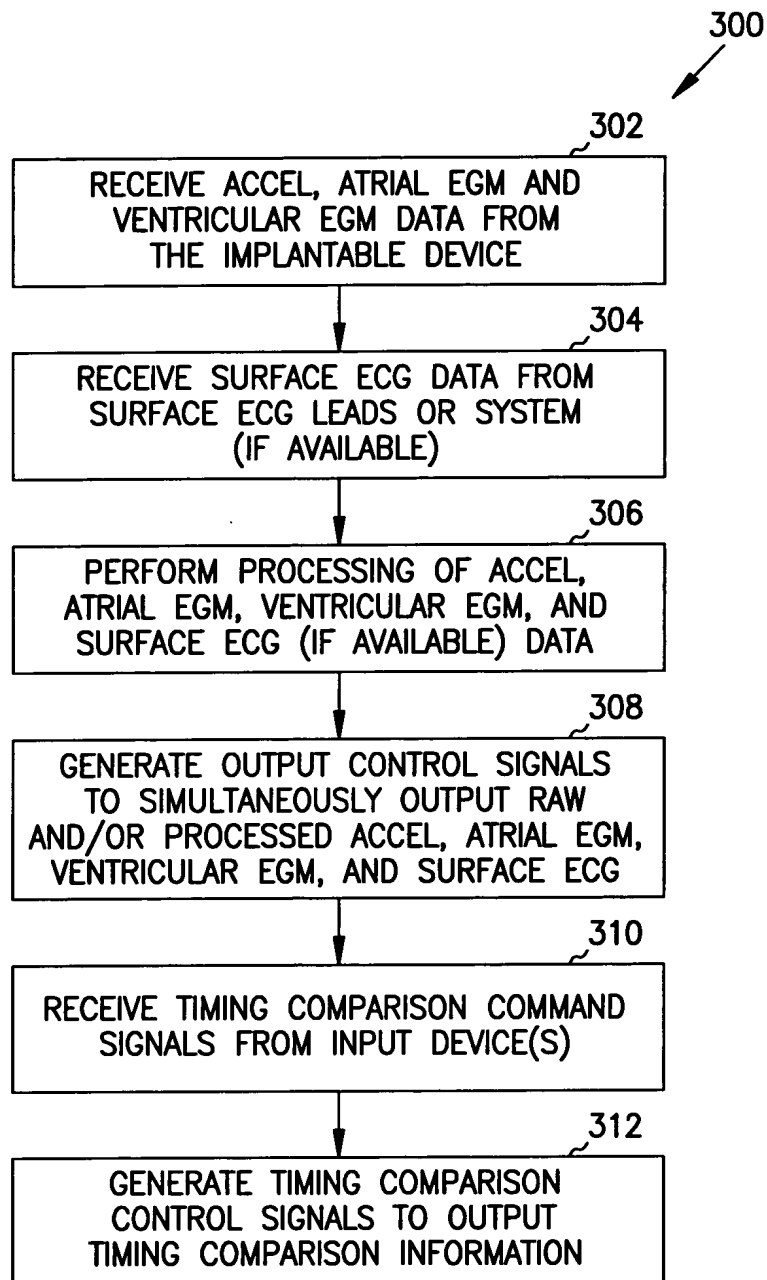 300
302
RECEIVE ACCEL, ATRIAL EGM AND
VENTRICULAR EGM DATA FROM
THE IMPLANTABLE DEVICE
304
RECEIVE SURFACE ECG DATA FROM
SURFACE ECG LEADS OR SYSTEM
(IF AVAILABLE)
306
PERFORM PROCESSING OF ACCEL,
ATRIAL EGM, VENTRICULAR EGM, AND
SURFACE ECG (IF AVAILABLE) DATA
308
GENERATE OUTPUT CONTROL SIGNALS
TO SIMULTANEOUSLY OUTPUT RAW
AND/OR PROCESSED ACCEL, ATRIAL EGM,
VENTRICULAR EGM, AND SURFACE ECG
310
RECEIVE TIMING COMPARISON COMMAND
SIGNALS FROM INPUT DEVICE(S)
312
GENERATE TIMING COMPARISON
CONTROL SIGNALS TO OUTPUT
TIMING COMPARISON INFORMATION